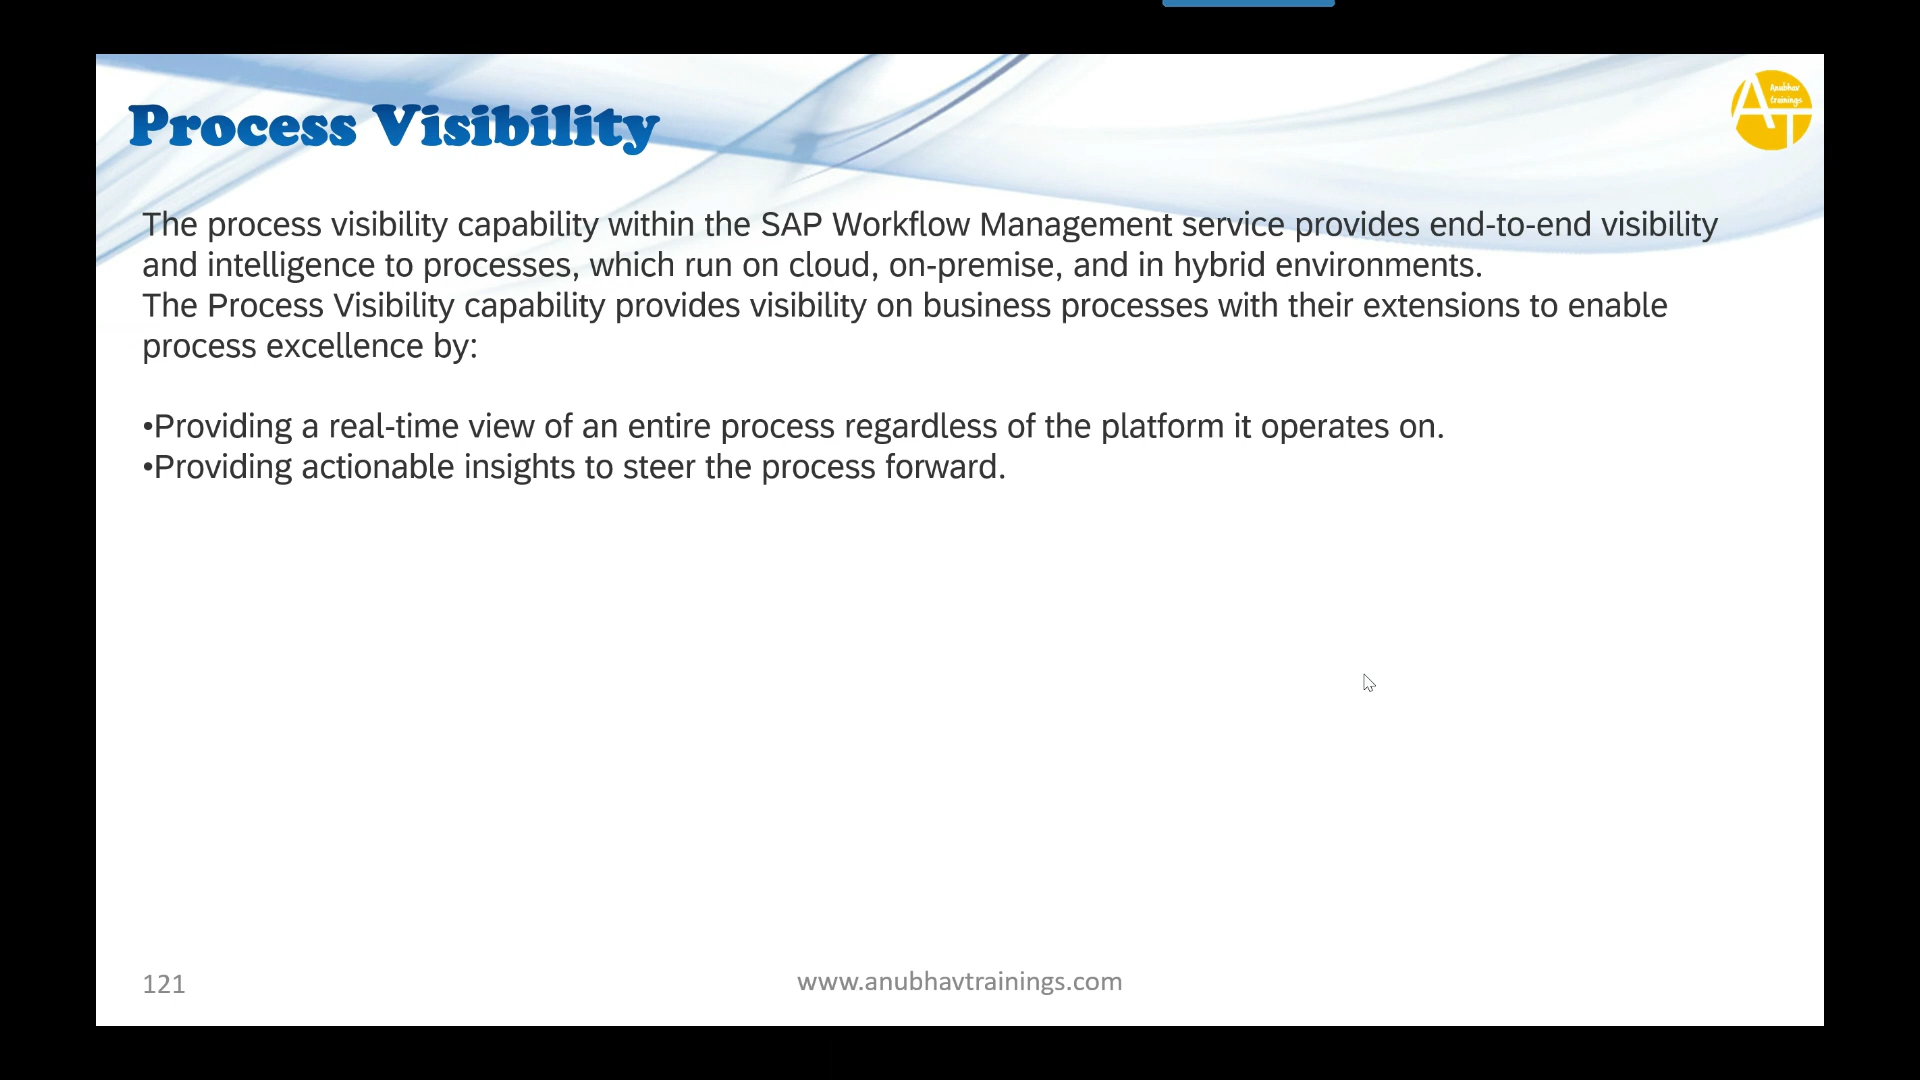 Process Visibility
Anubhav
trainings
AT
The process visibility capability within the SAP Workflow Management service provides end-to-end visibility
and intelligence to processes, which run on cloud, on-premise, and in hybrid environments.
The Process Visibility capability provides visibility on business processes with their extensions to enable
process excellence by:
•Providing a real-time view of an entire process regardless of the platform it operates on.
•Providing actionable insights to steer the process forward.
121
www.anubhavtrainings.com